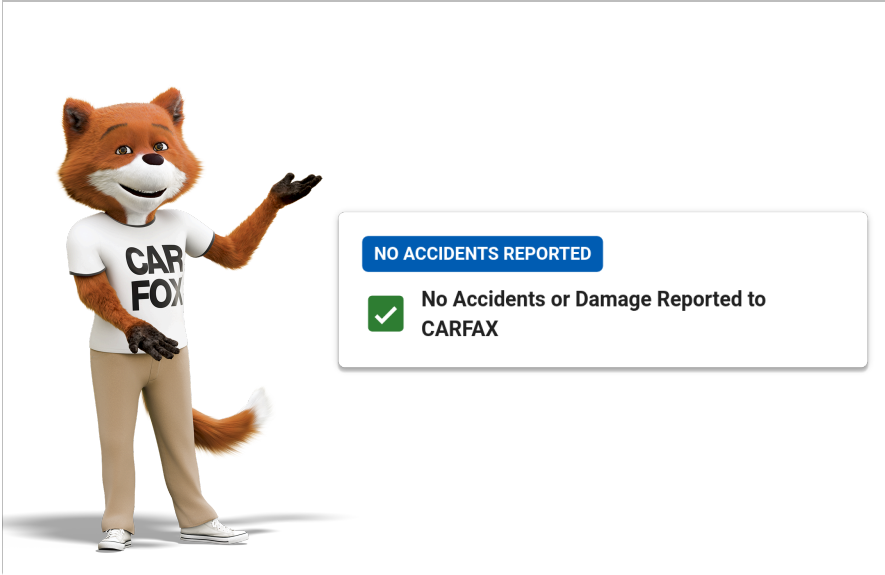 CAR
FOX
NO ACCIDENTS REPORTED
No Accidents or Damage Reported to
CARFAX